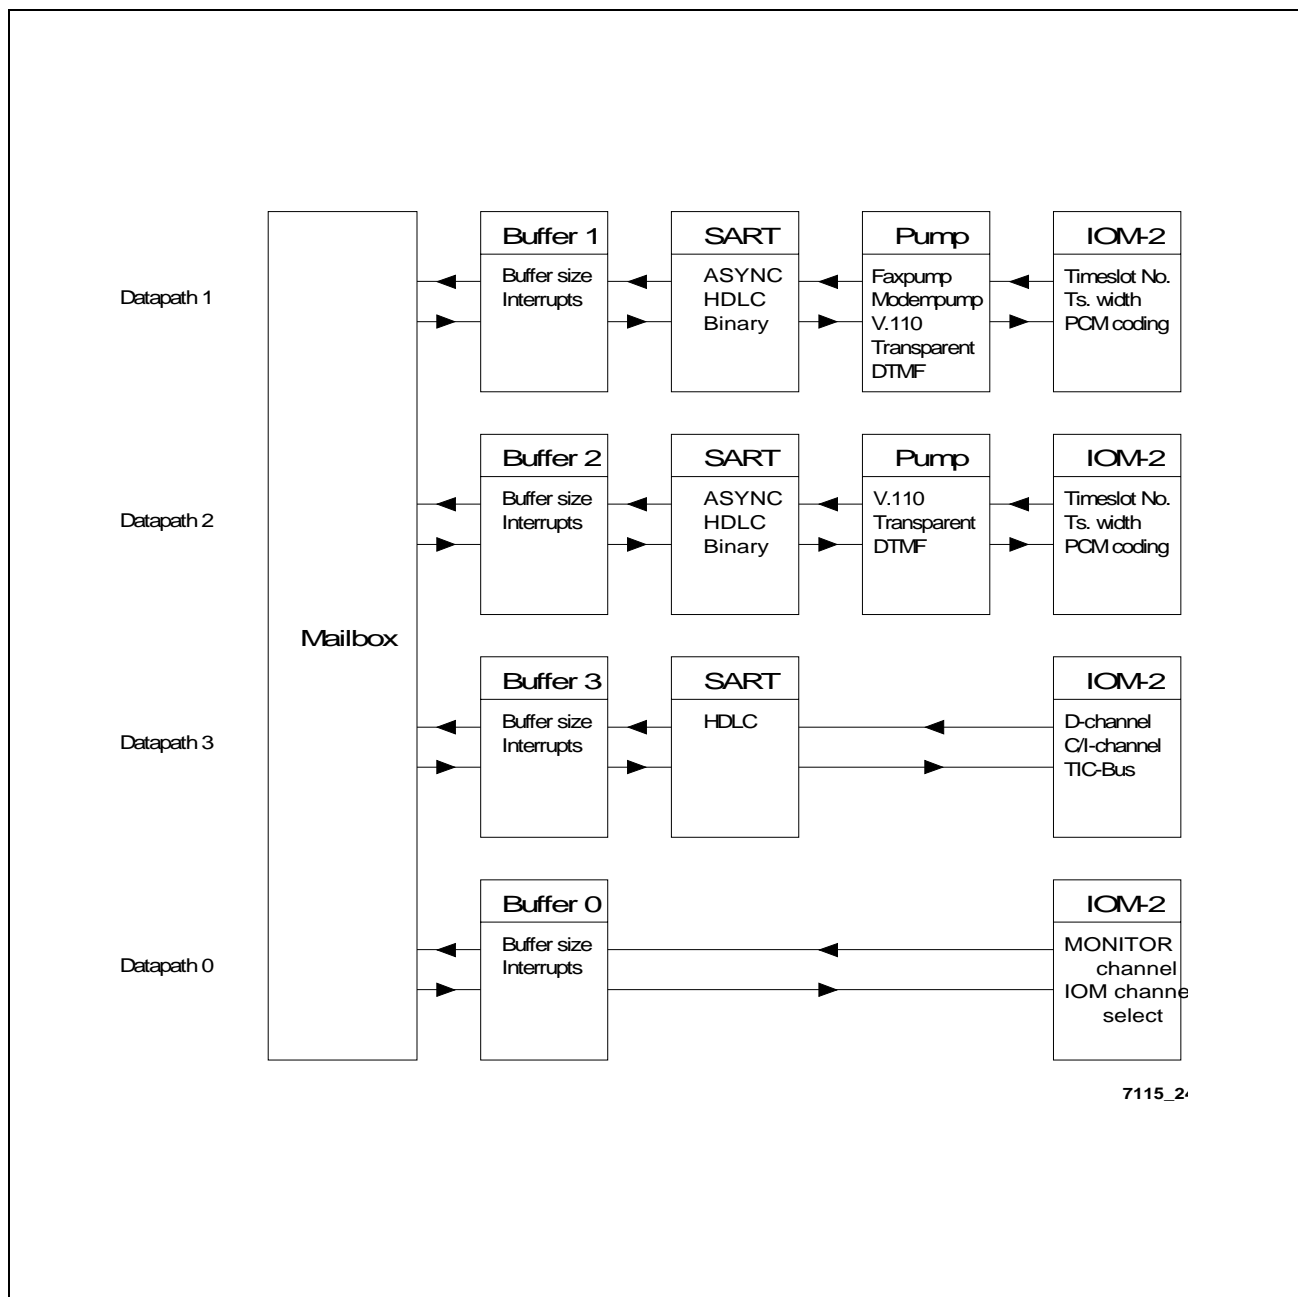 Buffer 1
SART
Pump
IOM-2
Datapath 1
Buffer size
Interrupts
ASYNC
HDLC
Binary
Faxpump
Modempump
V.110
Transparent
DTMF
Timeslot No.
Ts. width
PCM coding
Buffer 2
SART
Pump
IOM-2
Datapath 2
Buffer size
Interrupts
ASYNC
HDLC
Binary
V.110
Transparent
DTMF
Timeslot No.
Ts. width
PCM coding
Mailbox
Buffer 3
SART
IOM-2
Datapath 3
Buffer size
Interrupts
HDLC
D-channel
C/I-channel
TIC-Bus
Buffer 0
IOM-2
Datapath 0
Buffer size
Interrupts
MONITOR
channel
IOM channe
select
7115_24